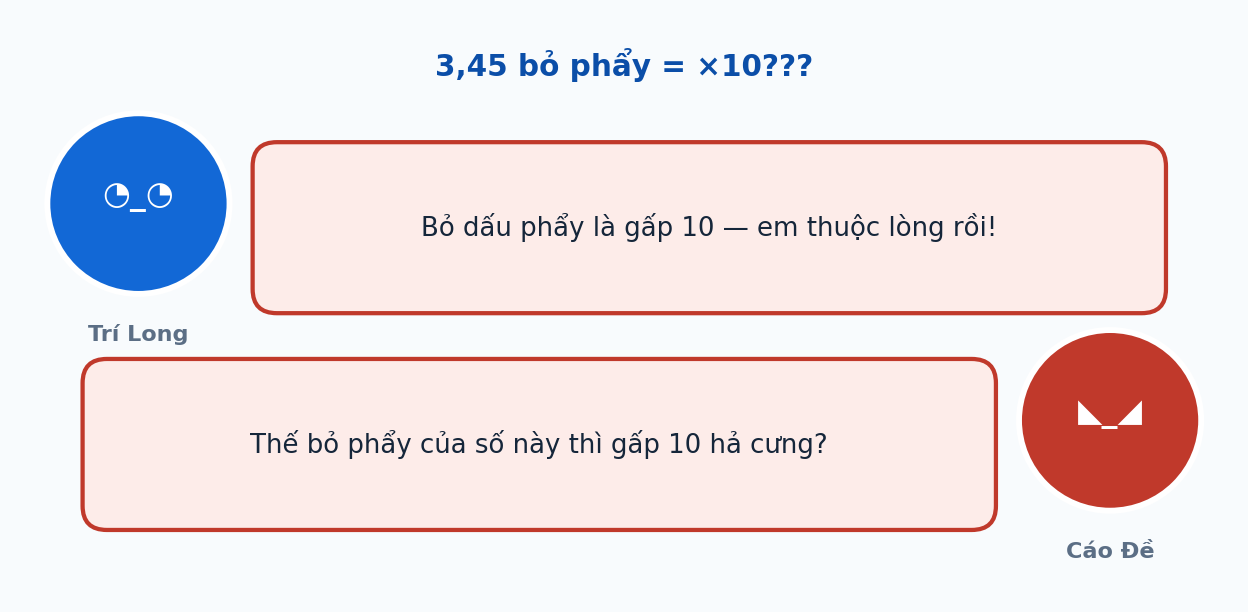 3,45 bỏ phẩy = ×10???
Bỏ dấu phẩy là gấp 10 — em thuộc lòng rồi!
Trí Long
Thế bỏ phẩy của số này thì gấp 10 hả cưng?
Cáo Đề